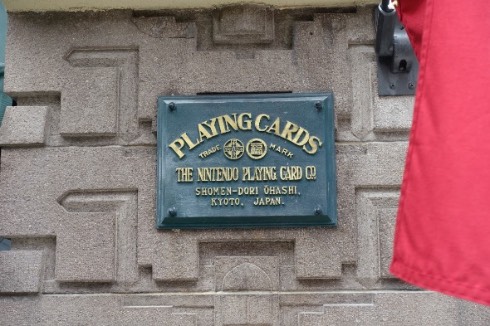 PLAYING CARDS
TRADE MARK
THE NINTENDO PLAYING CARD CO.
SHOMEN-DORI OHASHI,
KYOTO, JAPAN.